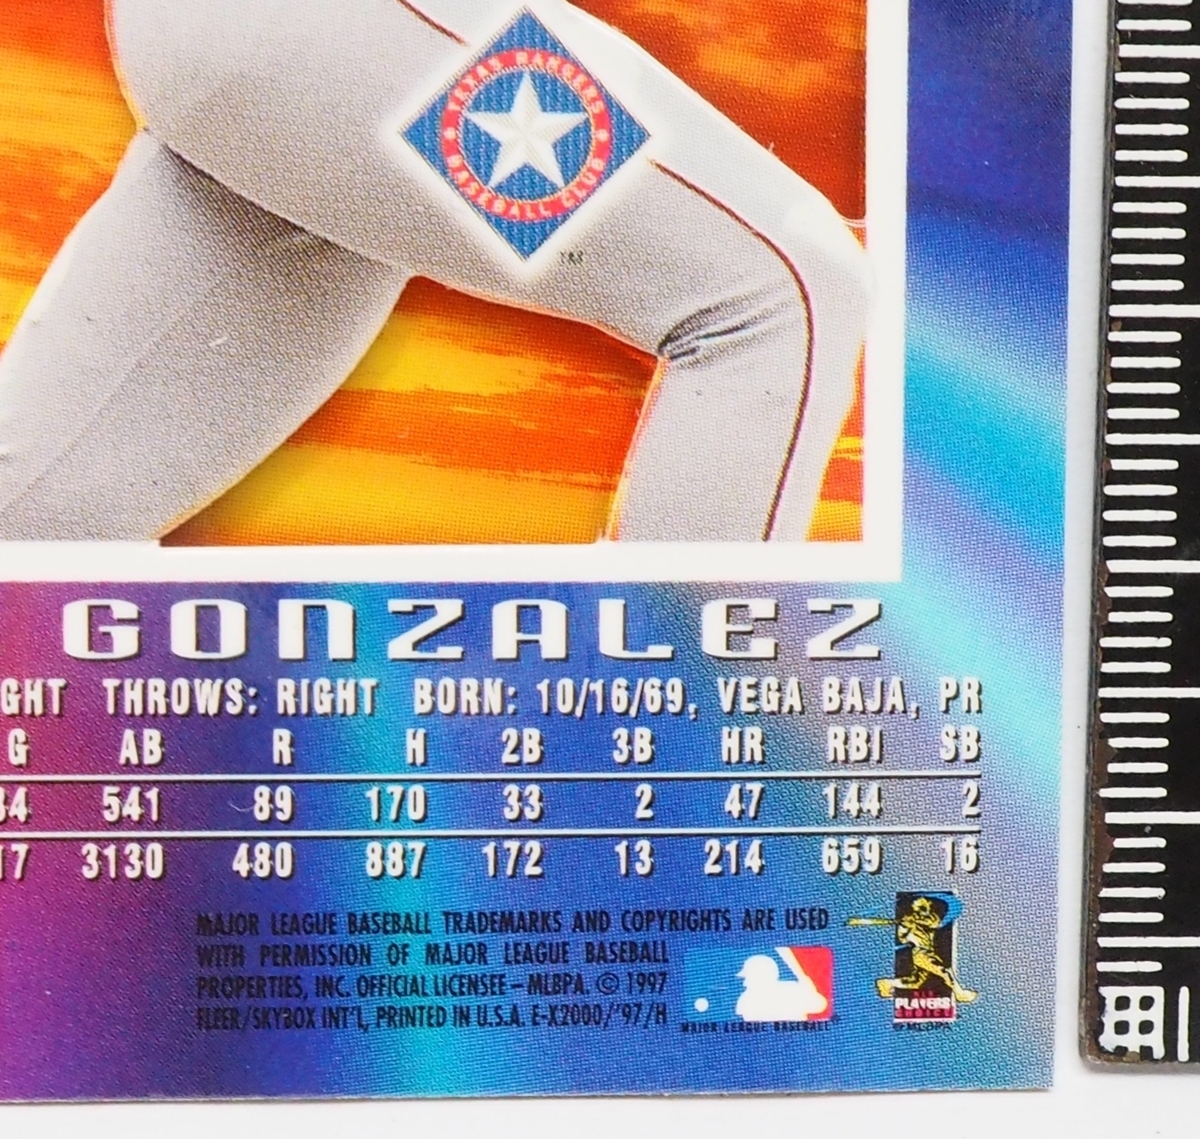 TEXAS RANGERS
BASEBALL CLUB
TM
GONZALEZ
GHT THROWS: RIGHT BORN: 10/16/69, VEGA BAJA, PR
G AB R H 2B 3B HR RBI SB
34 541 89 170 33 2 47 144 2
17 3130 480 887 172 13 214 659 16
MAJOR LEAGUE BASEBALL TRADEMARKS AND COPYRIGHTS ARE USED
WITH PERMISSION OF MAJOR LEAGUE BASEBALL
PROPERTIES, INC. OFFICIAL LICENSEE – MLBPA. © 1997
FLEER/SKYBOX INT'L, PRINTED IN U.S.A. E-X2000/'97/H
MAJOR LEAGUE BASEBALL
PLAYERS
CHOICE
©MLBPA